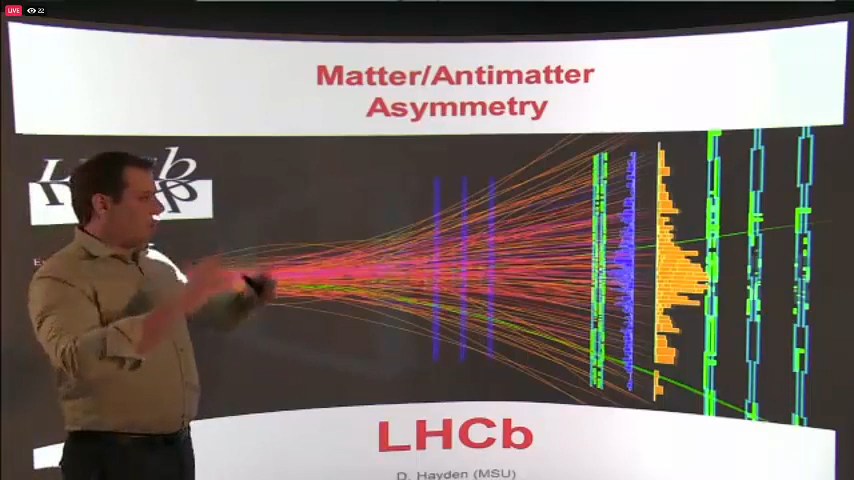 LIVE 22
Matter/Antimatter
Asymmetry
LHCb
D. Hayden (MSU)